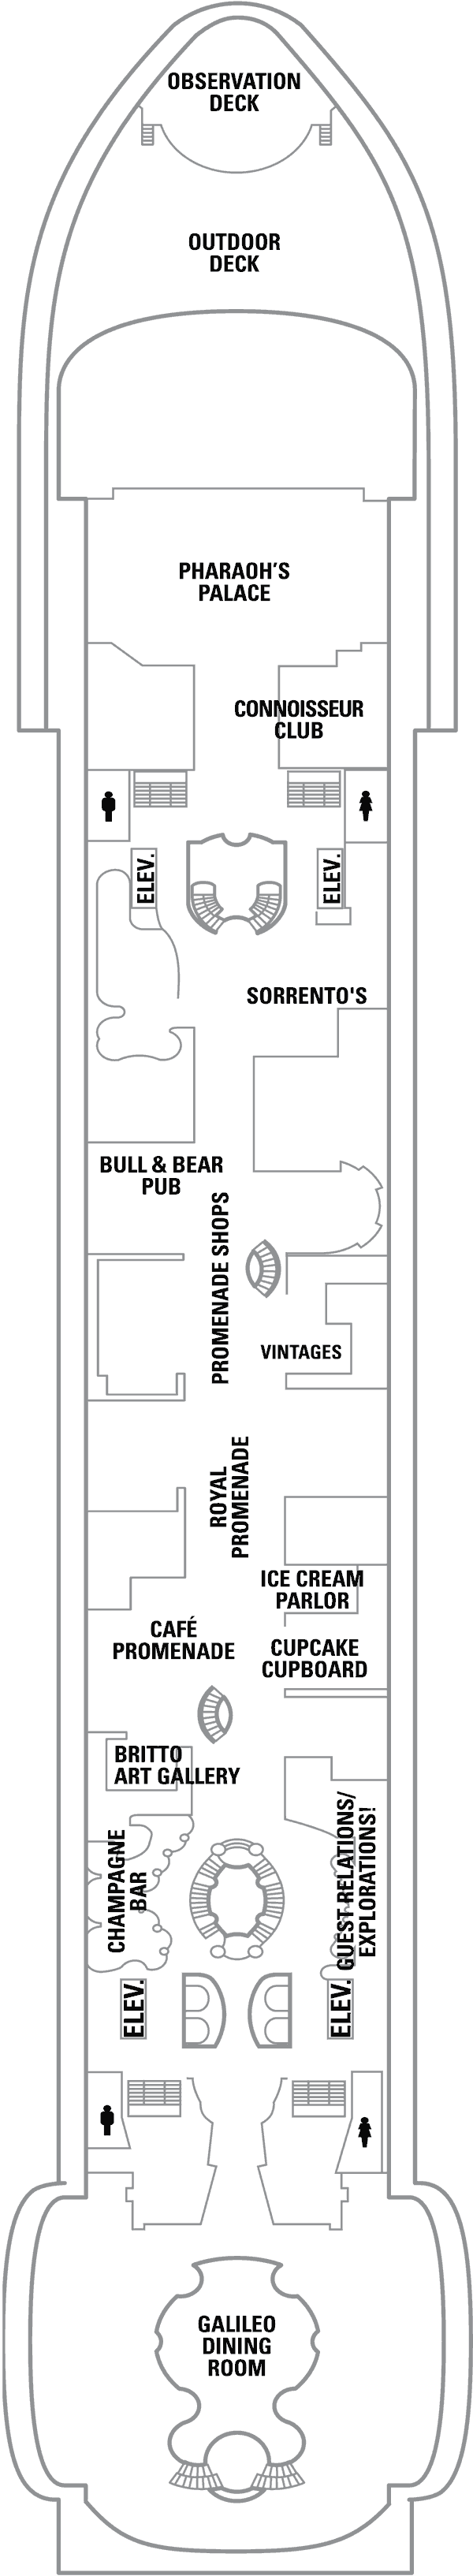 OBSERVATION
DECK
OUTDOOR
DECK
PHARAOH'S
PALACE
CONNOISSEUR
CLUB
ELEV.
ELEV.
SORRENTO'S
BULL & BEAR
PUB
PROMENADE SHOPS
VINTAGES
ROYAL
PROMENADE
ICE CREAM
PARLOR
CAFÉ
PROMENADE
CUPCAKE
CUPBOARD
BRITTO
ART GALLERY
CHAMPAGNE
BAR
GUEST RELATIONS/
EXPLORATIONS!
ELEV.
ELEV.
GALILEO
DINING
ROOM